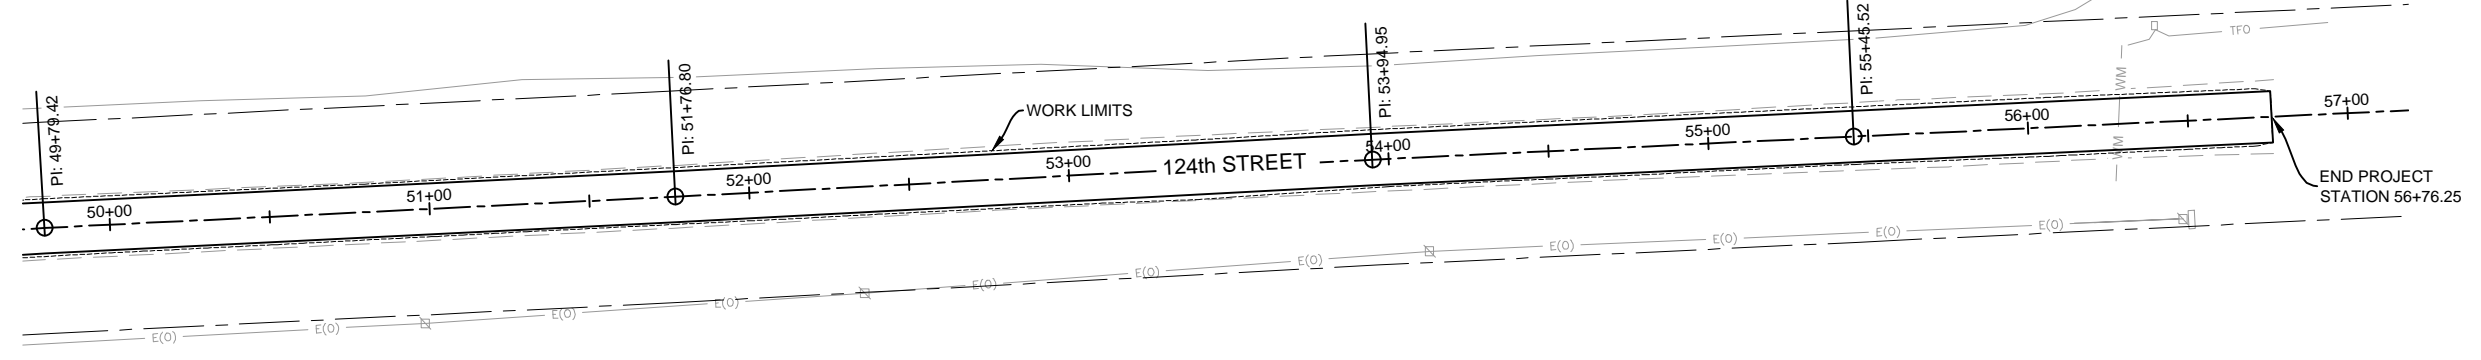 PI: 49+79.42
PI: 51+76.80
PI: 53+94.95
PI: 55+45.52
TFO
WM
WM
WORK LIMITS
50+00
51+00
52+00
53+00
124th STREET
54+00
55+00
56+00
57+00
END PROJECT
STATION 56+76.25
E(O)
E(O)
E(O)
E(O)
E(O)
E(O)
E(O)
E(O)
E(O)
E(O)
E(O)